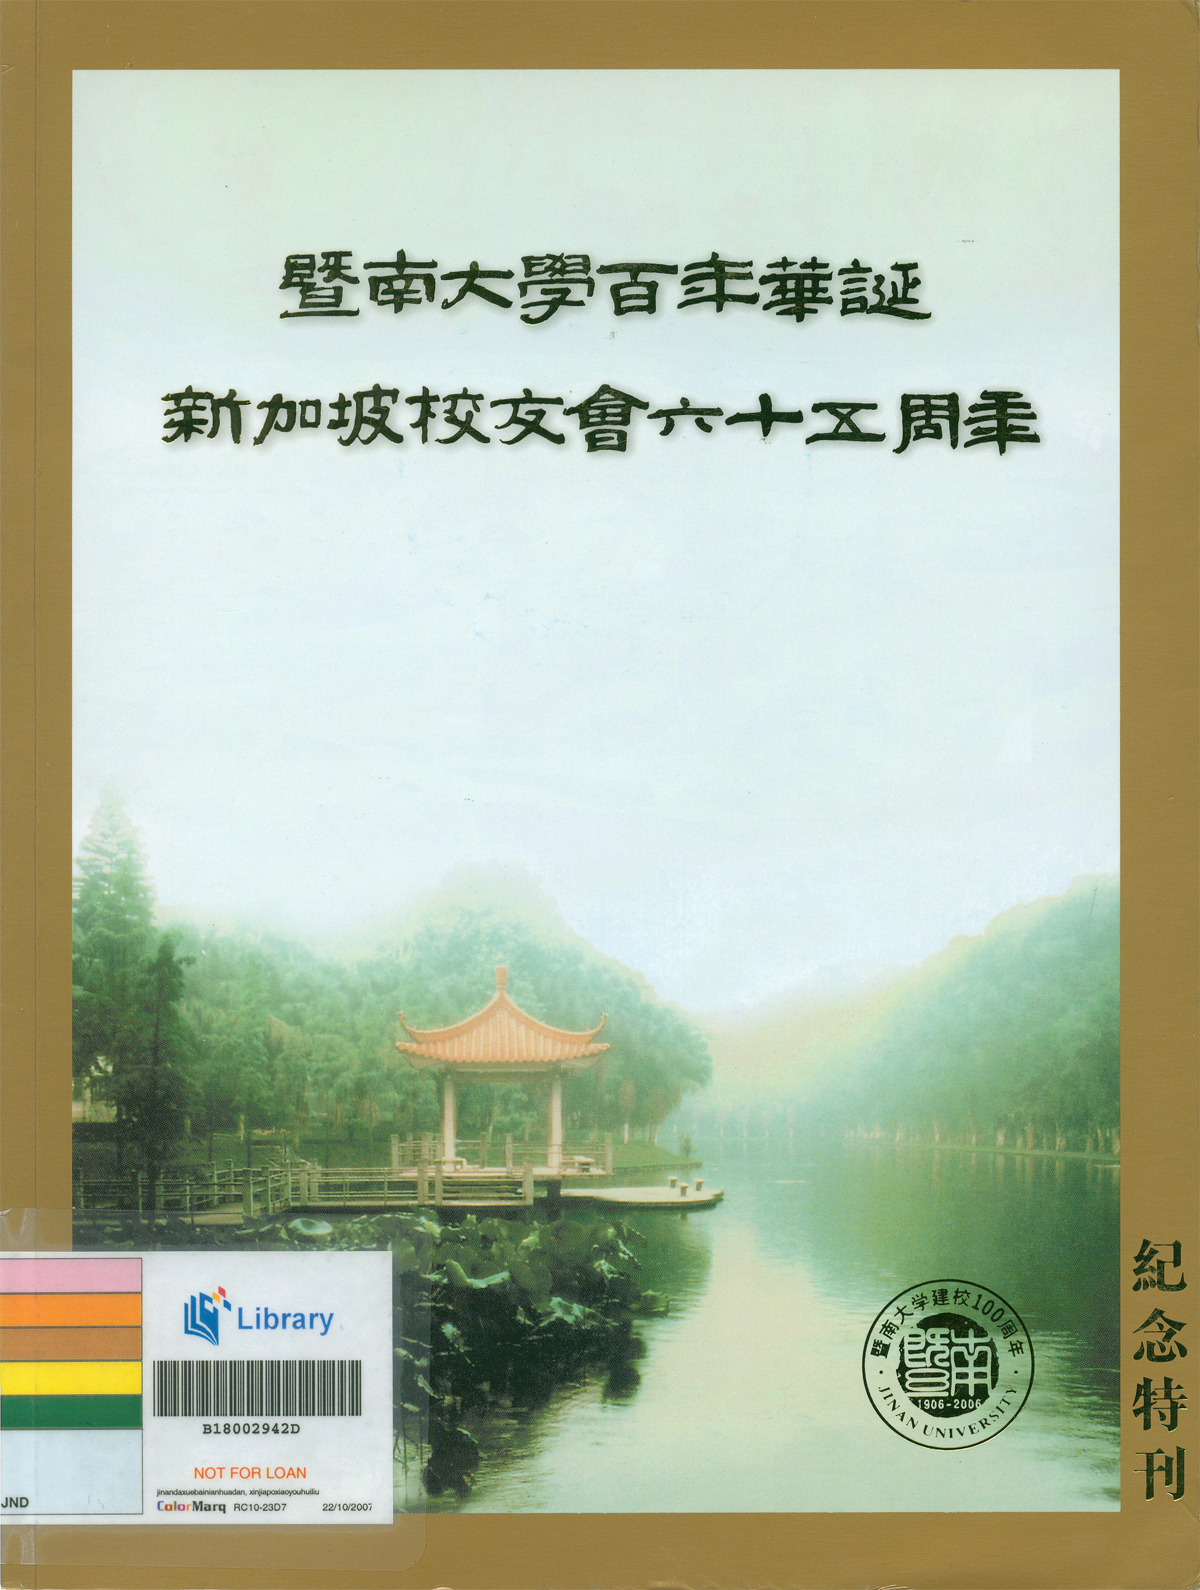 暨南大學百年華誕
新加坡校友會六十五周年
紀念特刊
暨南大学建校100周年
暨南
1906-2006
JINAN UNIVERSITY
Library
B18002942D
NOT FOR LOAN
jinandaxuebainianhuadan, xinjiapoxiaoyouhuiliu
ColorMarq RC10-23D7 22/10/2007
JND